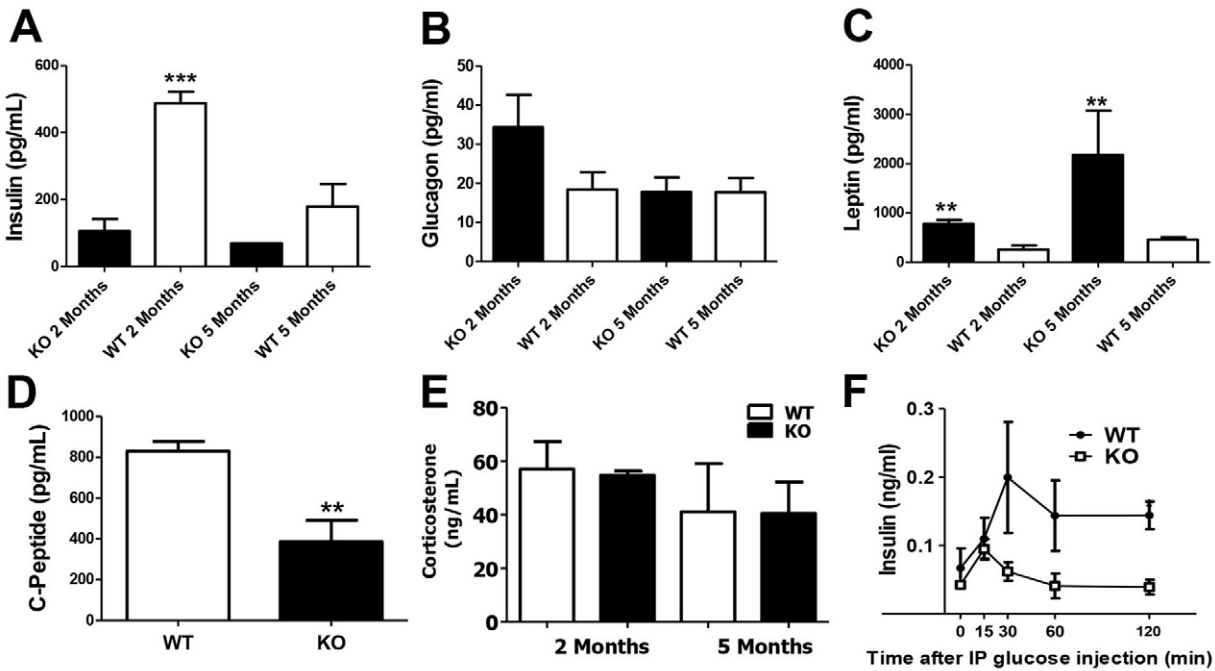 A
Insulin (pg/mL)
600
400
200
0
***
KO 2 Months
WT 2 Months
KO 5 Months
WT 5 Months
B
Glucagon (pg/ml)
50
40
30
20
10
0
KO 2 Months
WT 2 Months
KO 5 Months
WT 5 Months
C
Leptin (pg/ml)
4000
3000
2000
1000
0
**
**
KO 2 Months
WT 2 Months
KO 5 Months
WT 5 Months
D
C-Peptide (pg/mL)
1000
800
600
400
200
0
**
WT
KO
E
Corticosterone
(ng/mL)
80
60
40
20
0
WT
KO
2 Months
5 Months
F
Insulin (ng/ml)
0.3
0.2
0.1
WT
KO
0 15 30 60 120
Time after IP glucose injection (min)